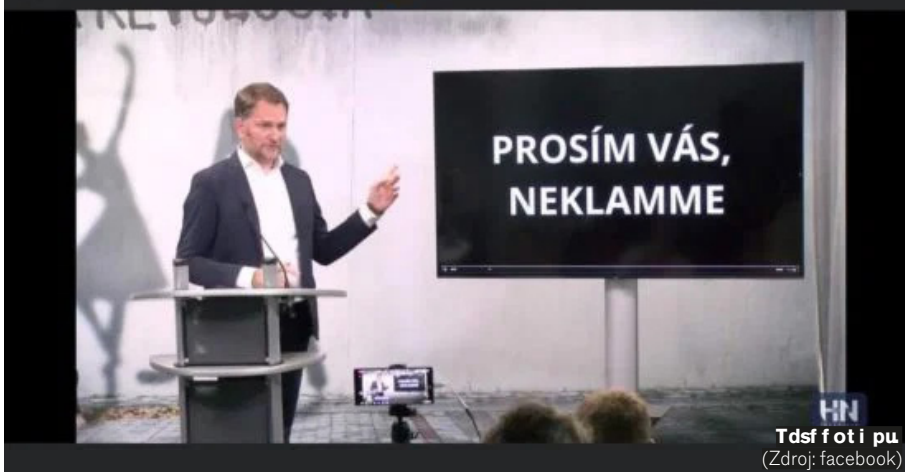 PROSÍM VÁS,
NEKLAMME
HN
Tdsf f ot i pu
(Zdroj: facebook)